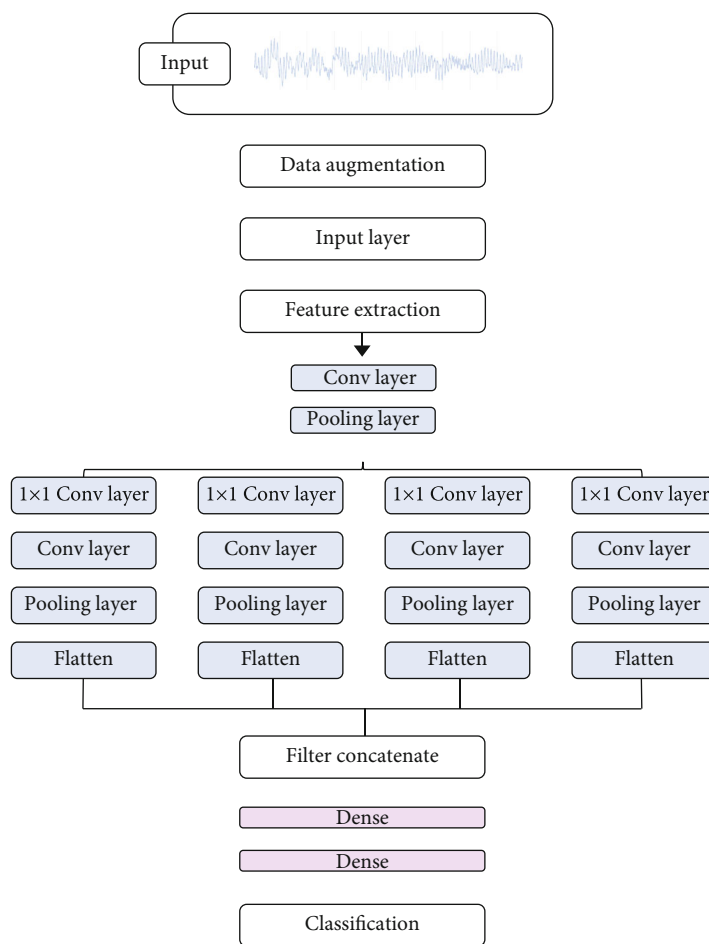 Input
Data augmentation
Input layer
Feature extraction
Conv layer
Pooling layer
1×1 Conv layer 1×1 Conv layer 1×1 Conv layer 1×1 Conv layer
Conv layer Conv layer Conv layer Conv layer
Pooling layer Pooling layer Pooling layer Pooling layer
Flatten Flatten Flatten Flatten
Filter concatenate
Dense
Dense
Classification